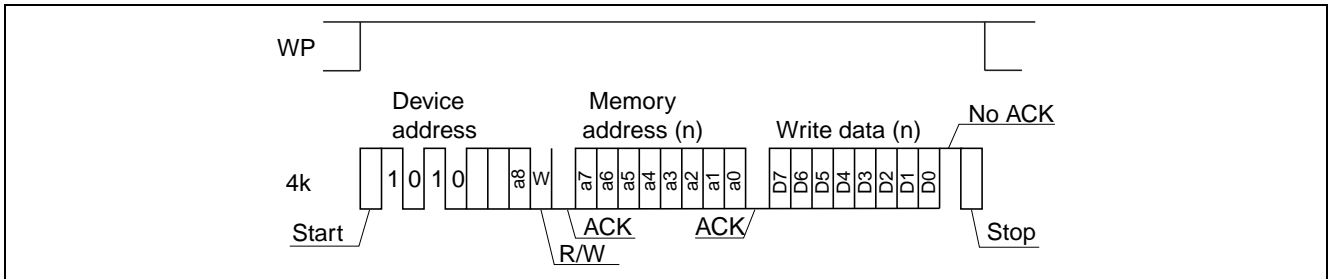 WP
Device address
Memory address (n)
Write data (n)
No ACK
4k
1 0 1 0 a8 W a7 a6 a5 a4 a3 a2 a1 a0 D7 D6 D5 D4 D3 D2 D1 D0
Start
R/W
ACK
ACK
Stop